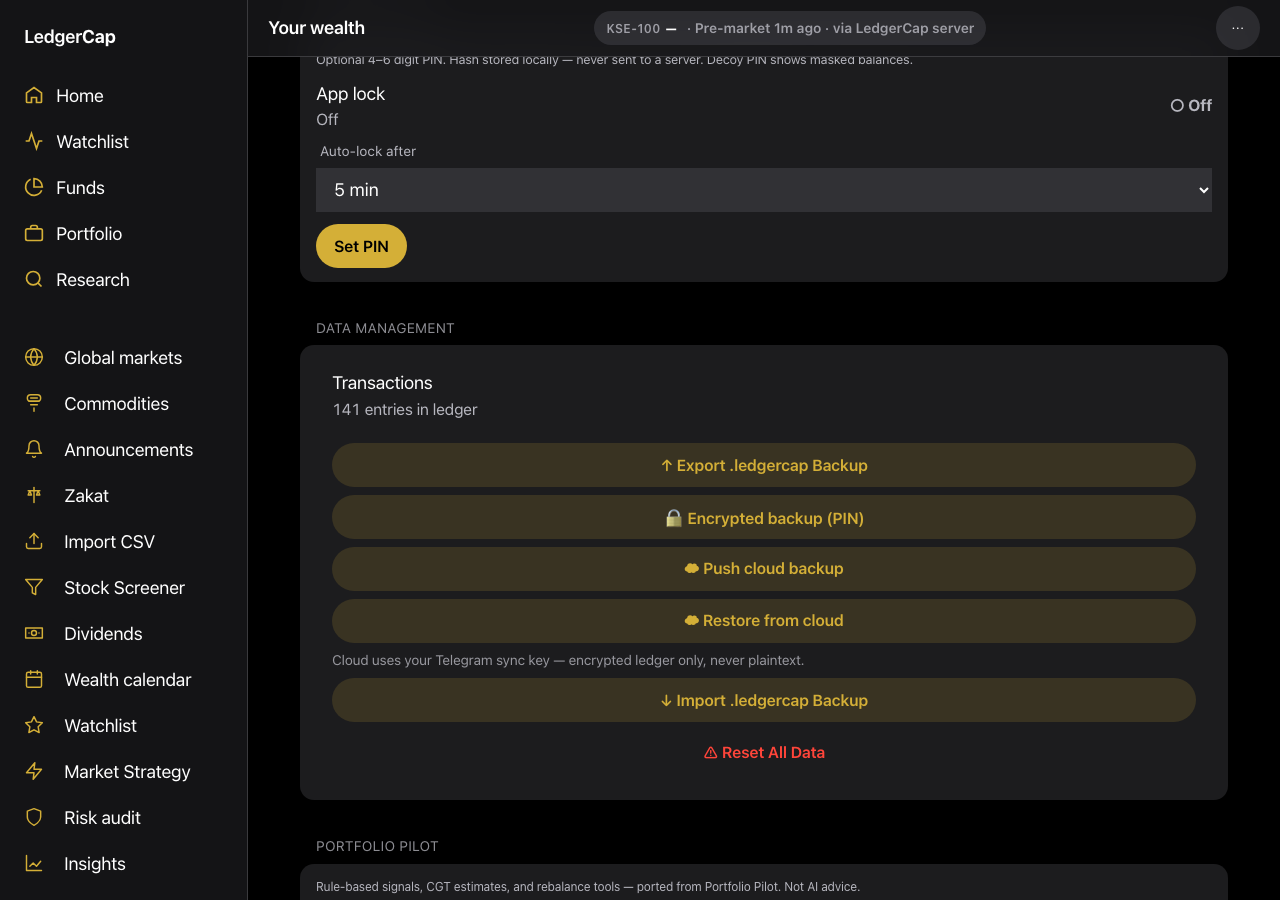 LedgerCap
Home
Watchlist
Funds
Portfolio
Research
Global markets
Commodities
Announcements
Zakat
Import CSV
Stock Screener
Dividends
Wealth calendar
Watchlist
Market Strategy
Risk audit
Insights
Your wealth
KSE-100 — · Pre-market 1m ago · via LedgerCap server
...
Optional 4–6 digit PIN. Hash stored locally — never sent to a server. Decoy PIN shows masked balances.
App lock
Off
Off
Auto-lock after
5 min
Set PIN
DATA MANAGEMENT
Transactions
141 entries in ledger
↑ Export .ledgercap Backup
🔒 Encrypted backup (PIN)
Push cloud backup
Restore from cloud
Cloud uses your Telegram sync key — encrypted ledger only, never plaintext.
↓ Import .ledgercap Backup
⚠ Reset All Data
PORTFOLIO PILOT
Rule-based signals, CGT estimates, and rebalance tools — ported from Portfolio Pilot. Not AI advice.